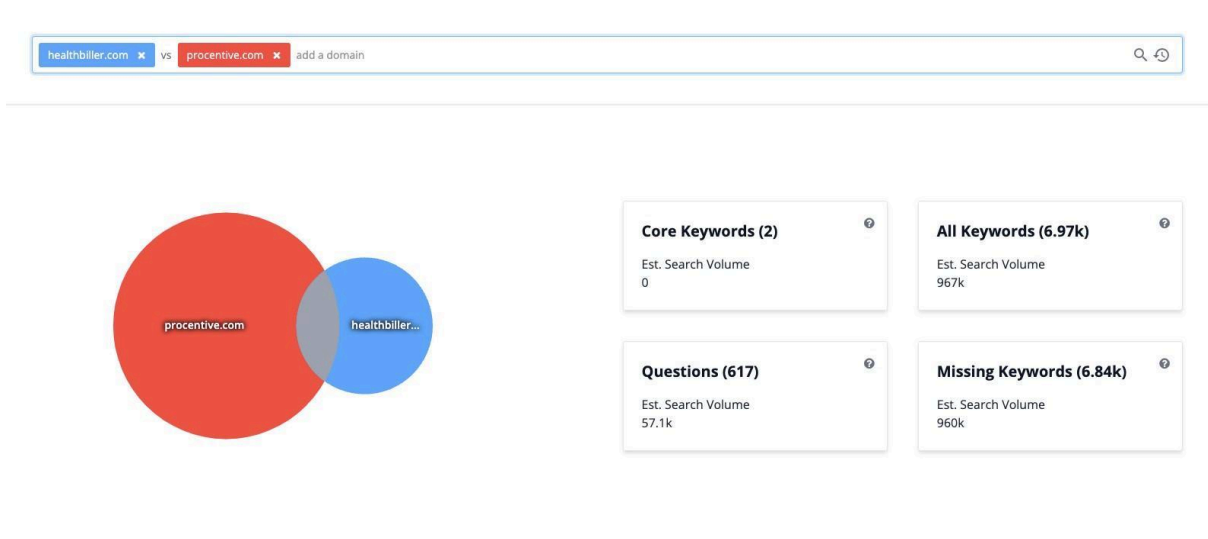 healthbiller.com × vs procentive.com × add a domain
procentive.com
healthbiller...
Core Keywords (2)
Est. Search Volume
0
All Keywords (6.97k)
Est. Search Volume
967k
Questions (617)
Est. Search Volume
57.1k
Missing Keywords (6.84k)
Est. Search Volume
960k